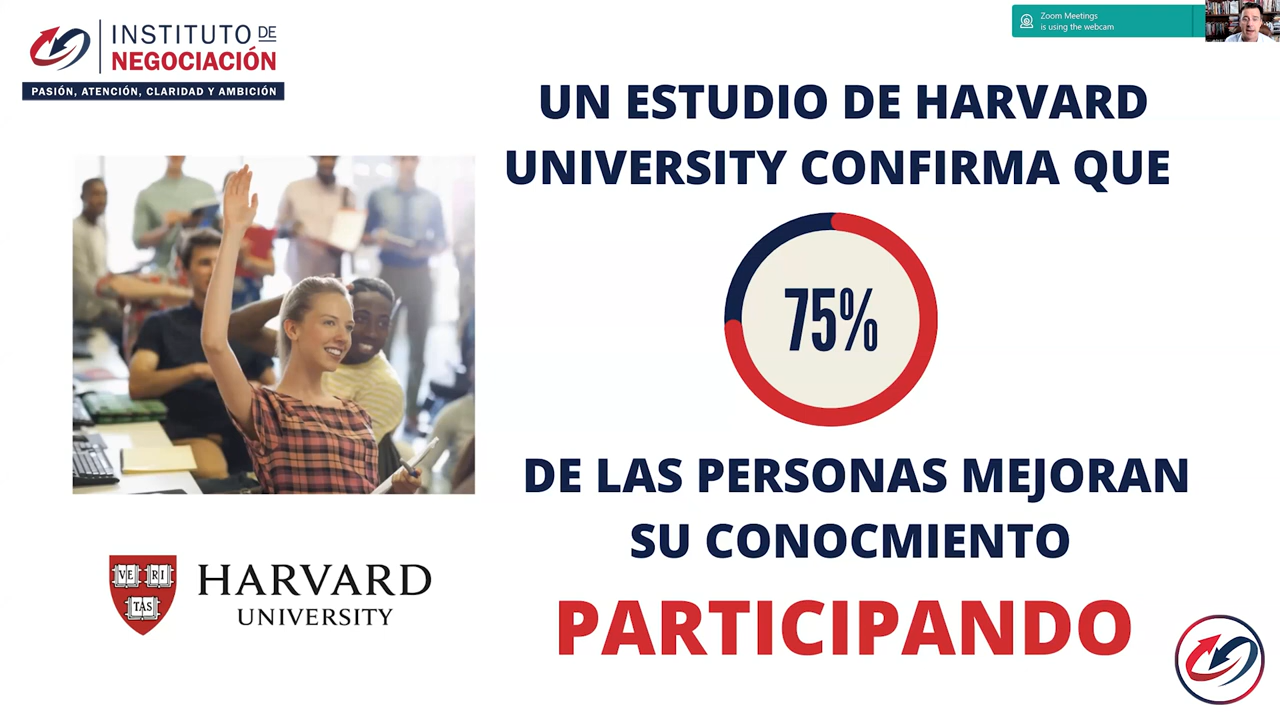 INSTITUTO DE
NEGOCIACIÓN
PASIÓN, ATENCIÓN, CLARIDAD Y AMBICIÓN
Zoom Meetings
is using the webcam
UN ESTUDIO DE HARVARD
UNIVERSITY CONFIRMA QUE
75%
DE LAS PERSONAS MEJORAN
SU CONOCMIENTO
PARTICIPANDO
VE RI
TAS
HARVARD
UNIVERSITY